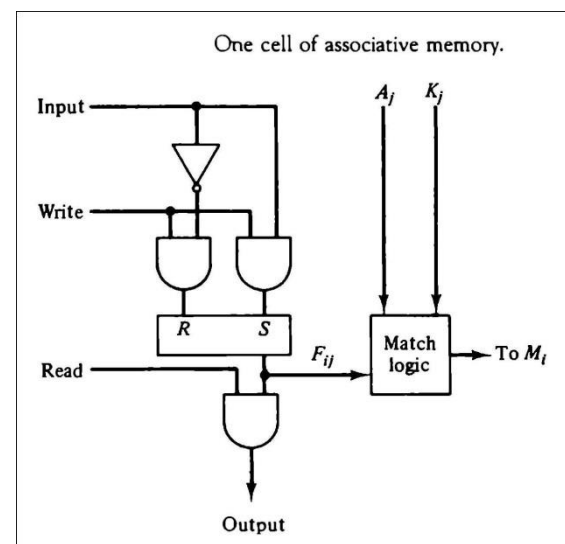 One cell of associative memory.
A_j K_j
Input
Write
R S
Match
logic
F_ij
To M_i
Read
Output